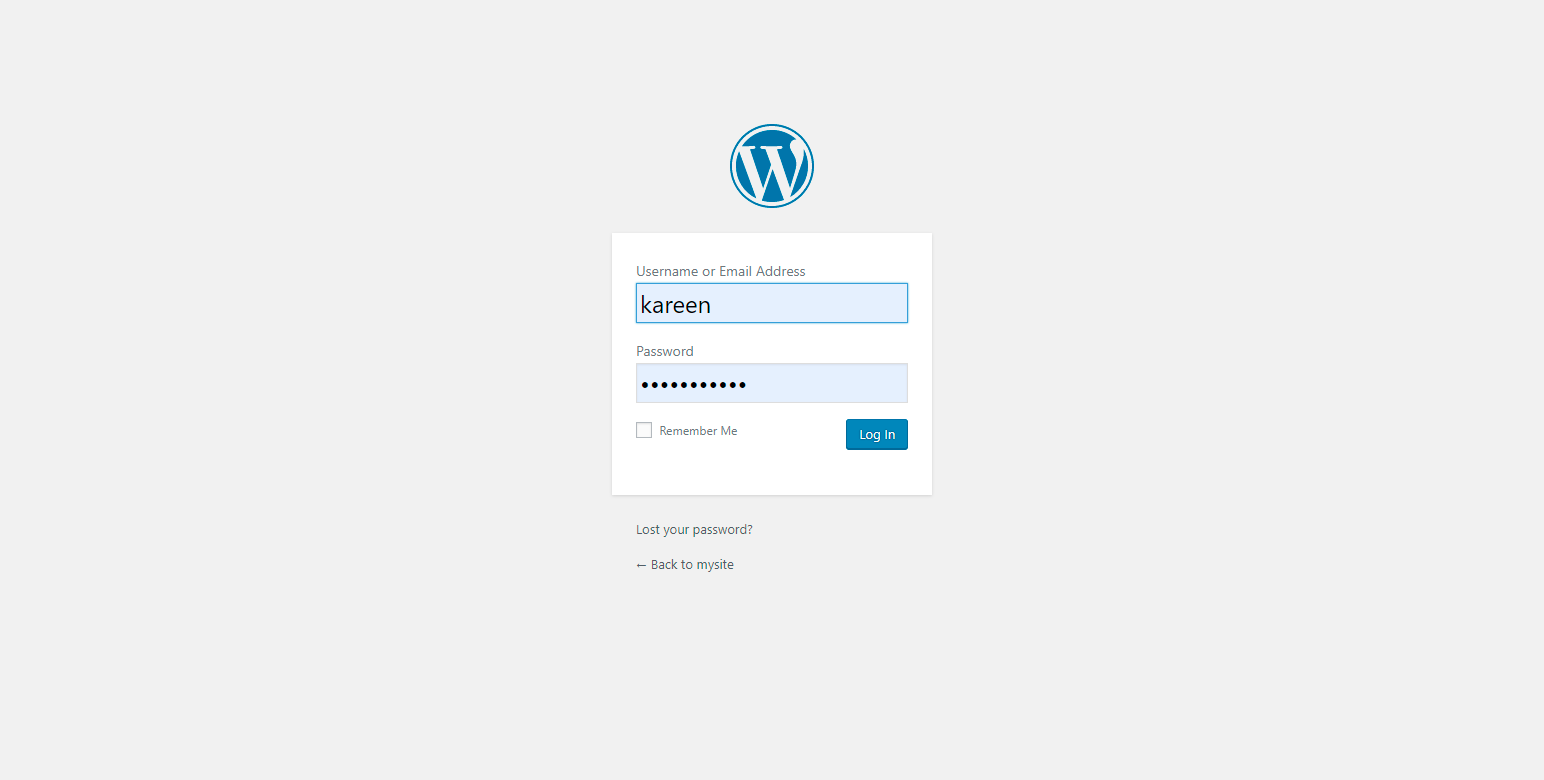 Username or Email Address
kareen
Password
•••••••••••
Remember Me
Log In
Lost your password?
← Back to mysite